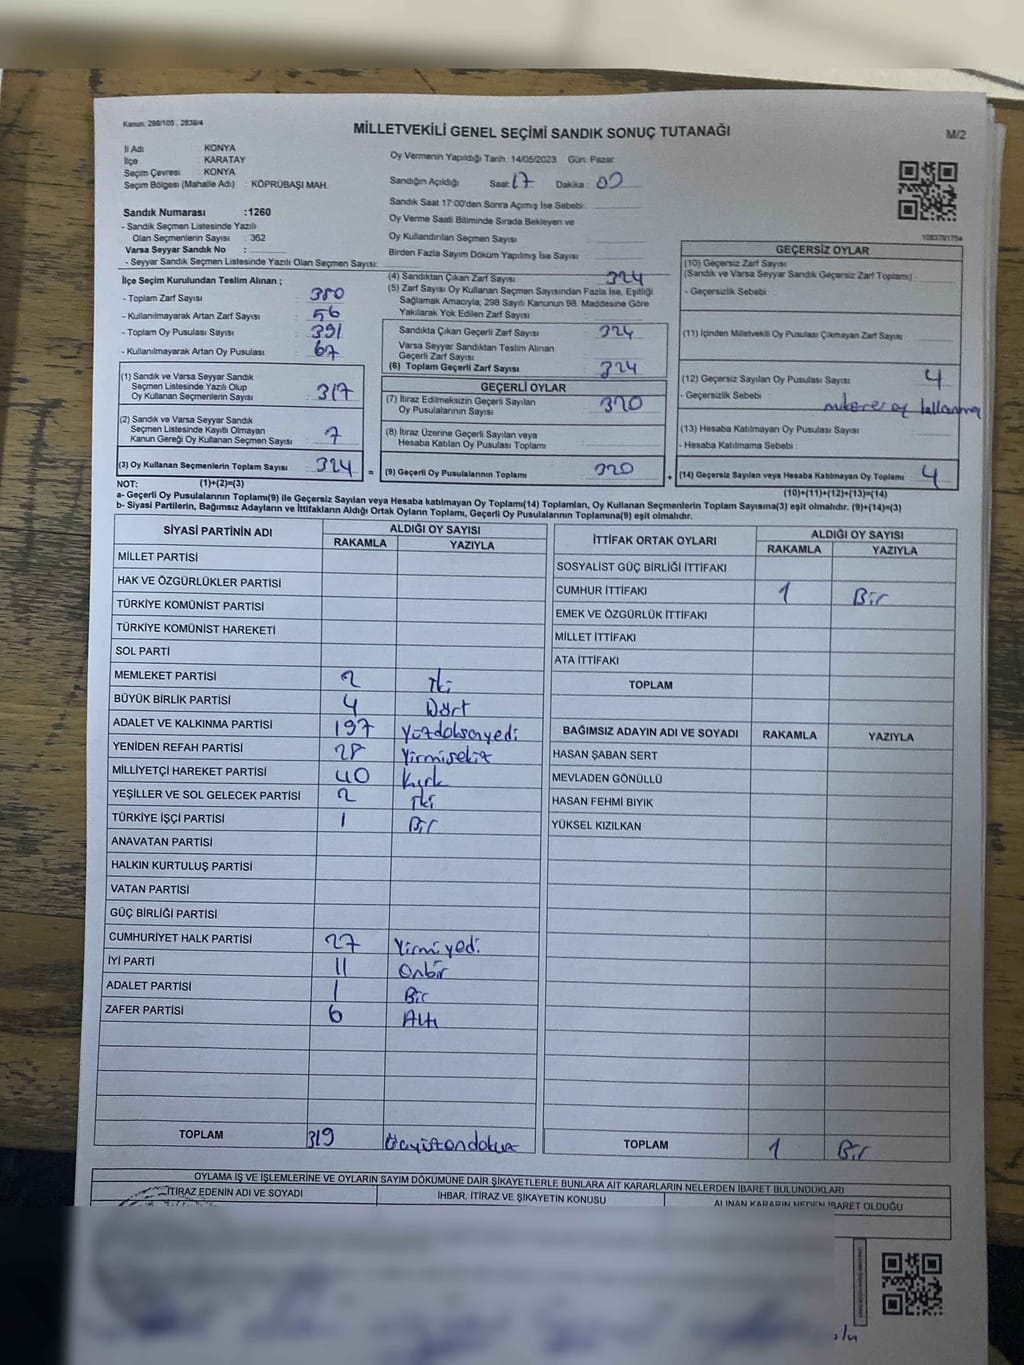 Kanun: 298/105 , 2839/4
MİLLETVEKİLİ GENEL SEÇİMİ SANDIK SONUÇ TUTANAĞI
M/2
İl Adı KONYA
İlçe KARATAY
Seçim Çevresi KONYA
Seçim Bölgesi (Mahalle Adı) : KÖPRÜBAŞI MAH.
Sandık Numarası :1260
- Sandık Seçmen Listesinde Yazılı
Olan Seçmenlerin Sayısı : 362
Varsa Seyyar Sandık No :
- Seyyar Sandık Seçmen Listesinde Yazılı Olan Seçmen Sayısı:
Oy Vermenin Yapıldığı Tarih: 14/05/2023 Gün: Pazar
Sandığın Açıldığı Saat: 17 Dakika: 00
Sandık Saat 17:00'den Sonra Açılmış İse Sebebi:
Oy Verme Saati Bitiminde Sırada Bekleyen ve
Oy Kullandırılan Seçmen Sayısı
Birden Fazla Sayım Döküm Yapılmış İse Sayısı :
İlçe Seçim Kurulundan Teslim Alınan ;
- Toplam Zarf Sayısı : 380
- Kullanılmayarak Artan Zarf Sayısı : 56
- Toplam Oy Pusulası Sayısı : 391
- Kullanılmayarak Artan Oy Pusulası : 67
(1) Sandık ve Varsa Seyyar Sandık
Seçmen Listesinde Yazılı Olup
Oy Kullanan Seçmenlerin Sayısı : 317
(2) Sandık ve Varsa Seyyar Sandık
Seçmen Listesinde Kayıtlı Olmayan
Kanun Gereği Oy Kullanan Seçmen Sayısı : 7
(3) Oy Kullanan Seçmenlerin Toplam Sayısı : 324
(4) Sandıktan Çıkan Zarf Sayısı : 324
(5) Zarf Sayısı Oy Kullanan Seçmen Sayısından Fazla İse, Eşitliği
Sağlamak Amacıyla; 298 Sayılı Kanunun 98. Maddesine Göre
Yakılarak Yok Edilen Zarf Sayısı :
Sandıkta Çıkan Geçerli Zarf Sayısı : 324
Varsa Seyyar Sandıktan Teslim Alınan
Geçerli Zarf Sayısı
(6) Toplam Geçerli Zarf Sayısı : 324
GEÇERLİ OYLAR
(7) İtiraz Edilmeksizin Geçerli Sayılan
Oy Pusulalarının Sayısı : 320
(8) İtiraz Üzerine Geçerli Sayılan veya
Hesaba Katılan Oy Pusulası Toplamı :
= (9) Geçerli Oy Pusulalarının Toplamı : 320
GEÇERSİZ OYLAR
(10) Geçersiz Zarf Sayısı
(Sandık ve Varsa Seyyar Sandık Geçersiz Zarf Toplamı) :
- Geçersizlik Sebebi :
(11) İçinden Milletvekili Oy Pusulası Çıkmayan Zarf Sayısı :
(12) Geçersiz Sayılan Oy Pusulası Sayısı : 4
- Geçersizlik Sebebi :
(13) Hesaba Katılmayan Oy Pusulası Sayısı :
- Hesaba Katılmama Sebebi :
+ (14) Geçersiz Sayılan veya Hesaba Katılmayan Oy Toplamı : 4
NOT: (1)+(2)=(3)
(10)+(11)+(12)+(13)=(14)
a- Geçerli Oy Pusulalarının Toplamı(9) ile Geçersiz Sayılan veya Hesaba katılmayan Oy Toplamı(14) Toplamları, Oy Kullanan Seçmenlerin Toplam Sayısına(3) eşit olmalıdır. (9)+(14)=(3)
b- Siyasi Partilerin, Bağımsız Adayların ve İttifakların Aldığı Ortak Oyların Toplamı, Geçerli Oy Pusulalarının Toplamına(9) eşit olmalıdır.
SİYASİ PARTİNİN ADI ALDIĞI OY SAYISI
RAKAMLA YAZIYLA
MİLLET PARTİSİ
HAK VE ÖZGÜRLÜKLER PARTİSİ
TÜRKİYE KOMÜNİST PARTİSİ
TÜRKİYE KOMÜNİST HAREKETİ
SOL PARTİ
MEMLEKET PARTİSİ 2 İki
BÜYÜK BİRLİK PARTİSİ 4 Dört
ADALET VE KALKINMA PARTİSİ 197 Yüzdoksanyedi
YENİDEN REFAH PARTİSİ 28 Yirmisekiz
MİLLİYETÇİ HAREKET PARTİSİ 40 Kırk
YEŞİLLER VE SOL GELECEK PARTİSİ 2 İki
TÜRKİYE İŞÇİ PARTİSİ 1 Bir
ANAVATAN PARTİSİ
HALKIN KURTULUŞ PARTİSİ
VATAN PARTİSİ
GÜÇ BİRLİĞİ PARTİSİ
CUMHURİYET HALK PARTİSİ 27 Yirmiyedi
İYİ PARTİ 11 Onbir
ADALET PARTİSİ 1 Bir
ZAFER PARTİSİ 6 Altı
TOPLAM 319 Üçyüzondokuz
İTTİFAK ORTAK OYLARI ALDIĞI OY SAYISI
RAKAMLA YAZIYLA
SOSYALİST GÜÇ BİRLİĞİ İTTİFAKI
CUMHUR İTTİFAKI 1 Bir
EMEK VE ÖZGÜRLÜK İTTİFAKI
MİLLET İTTİFAKI
ATA İTTİFAKI
TOPLAM
BAĞIMSIZ ADAYIN ADI VE SOYADI RAKAMLA YAZIYLA
HASAN ŞABAN SERT
MEVLADEN GÖNÜLLÜ
HASAN FEHMİ BIYIK
YÜKSEL KIZILKAN
TOPLAM 1 Bir
OYLAMA İŞ VE İŞLEMLERİNE VE OYLARIN SAYIM DÖKÜMÜNE DAİR ŞİKAYETLERLE BUNLARA AİT KARARLARIN NELERDEN İBARET BULUNDUKLARI
İTİRAZ EDENİN ADI VE SOYADI İHBAR, İTİRAZ VE ŞİKAYETİN KONUSU ALINAN KARARIN NEDEN İBARET OLDUĞU